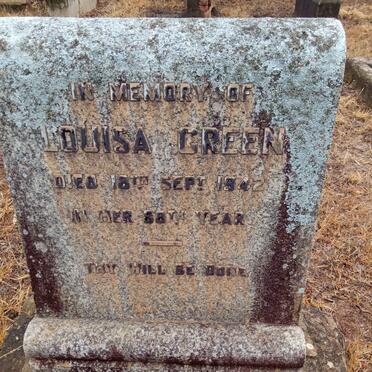 IN MEMORY OF
LOUISA GREEN
DIED 18TH SEPT 1942
IN HER 68TH YEAR
THY WILL BE DONE